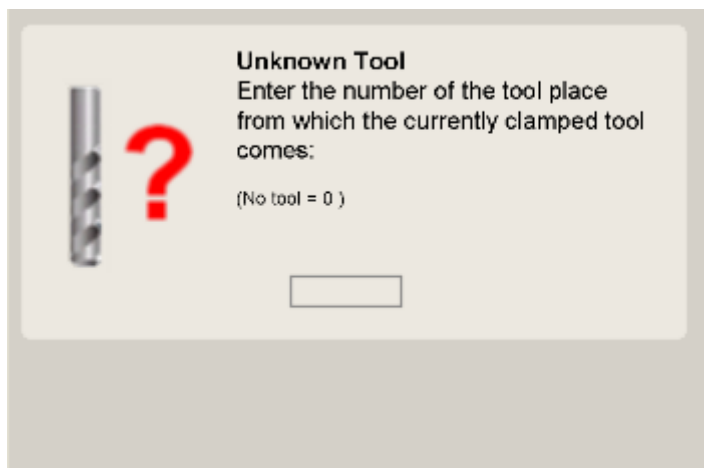 Unknown Tool
Enter the number of the tool place
from which the currently clamped tool
comes:
(No tool = 0 )